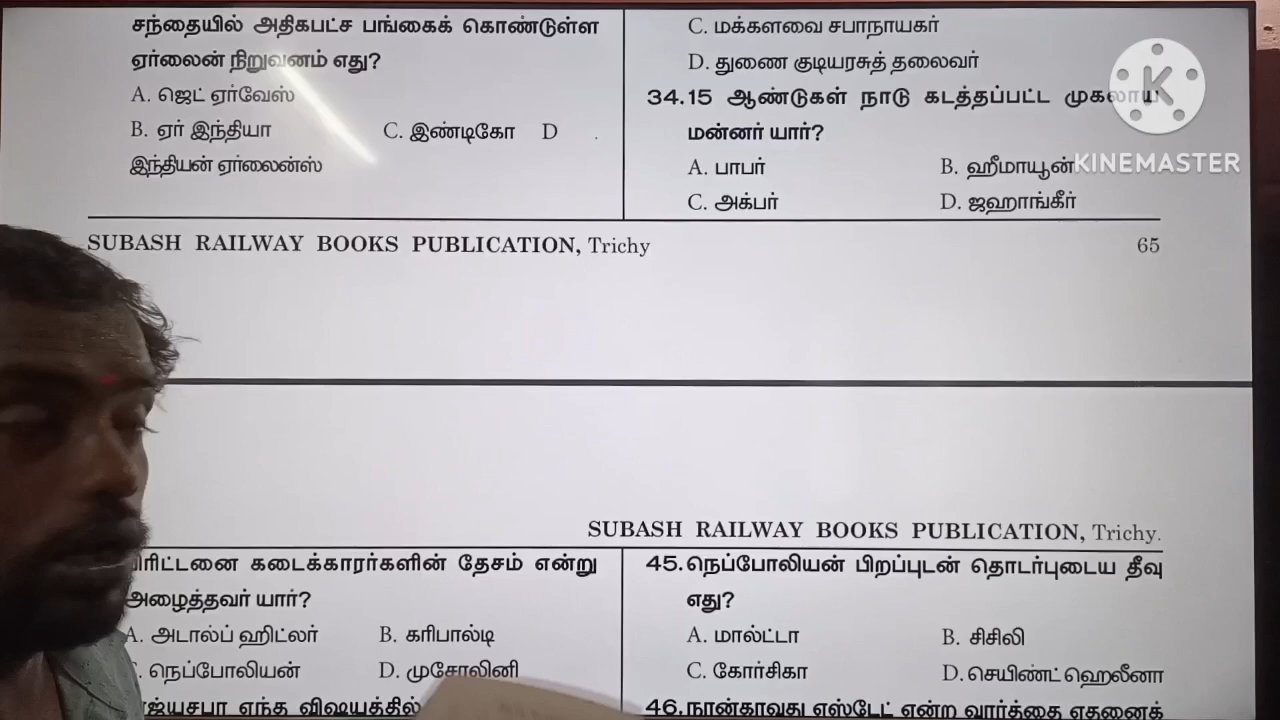 சந்தையில் அதிகபட்ச பங்கைக் கொண்டுள்ள
ஏர்லைன் நிறுவனம் எது?
A. ஜெட் ஏர்வேஸ்
B. ஏர் இந்தியா C. இண்டிகோ D .
இந்தியன் ஏர்லைன்ஸ்
C. மக்களவை சபாநாயகர்
D. துணை குடியரசுத் தலைவர்
34. 15 ஆண்டுகள் நாடு கடத்தப்பட்ட முகலாய
மன்னர் யார்?
A. பாபர் B. ஹீமாயூன்
C. அக்பர் D. ஜஹாங்கீர்
KINEMASTER
SUBASH RAILWAY BOOKS PUBLICATION, Trichy 65
SUBASH RAILWAY BOOKS PUBLICATION, Trichy.
கடைக்காரர்களின் தேசம் என்று
அழைத்தவர் யார்?
A. அடால்ப் ஹிட்லர் B. கரிபால்டி
நெப்போலியன் D. முசோலினி
எந்த விஷயத்தில்
45. நெப்போலியன் பிறப்புடன் தொடர்புடைய தீவு
எது?
A. மால்ட்டா B. சிசிலி
C. கோர்சிகா D. செயிண்ட் ஹெலீனா
46. நான்காவது எஸ்டேட் என்ற வார்த்தை எதனைக்